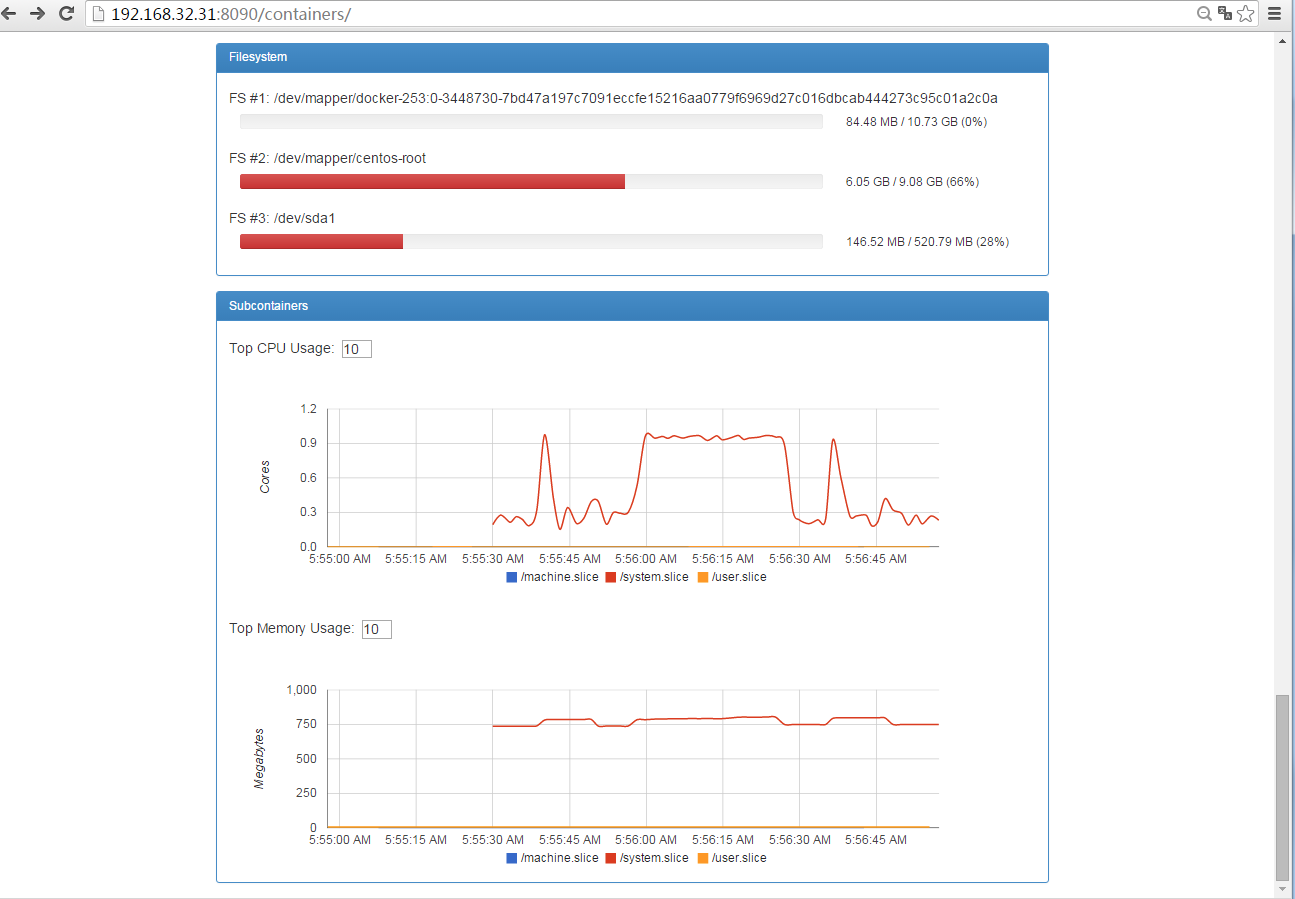 192.168.32.31:8090/containers/
Filesystem
FS #1: /dev/mapper/docker-253:0-3448730-7bd47a197c7091eccfe15216aa0779f6969d27c016dbcab444273c95c01a2c0a
84.48 MB / 10.73 GB (0%)
FS #2: /dev/mapper/centos-root
6.05 GB / 9.08 GB (66%)
FS #3: /dev/sda1
146.52 MB / 520.79 MB (28%)
Subcontainers
Top CPU Usage: 10
1.2
0.9
0.6
0.3
0.0
Cores
5:55:00 AM 5:55:15 AM 5:55:30 AM 5:55:45 AM 5:56:00 AM 5:56:15 AM 5:56:30 AM 5:56:45 AM
/machine.slice /system.slice /user.slice
Top Memory Usage: 10
1,000
750
500
250
0
Megabytes
5:55:00 AM 5:55:15 AM 5:55:30 AM 5:55:45 AM 5:56:00 AM 5:56:15 AM 5:56:30 AM 5:56:45 AM
/machine.slice /system.slice /user.slice